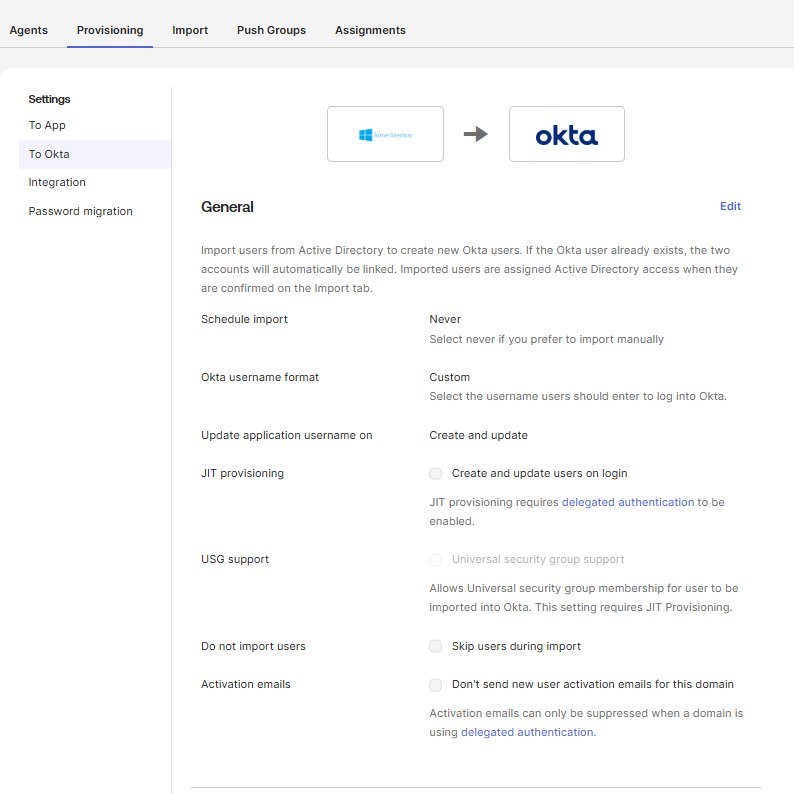 Agents
Provisioning
Import
Push Groups
Assignments
Settings
To App
To Okta
Integration
Password migration
Active Directory
okta
General
Edit
Import users from Active Directory to create new Okta users. If the Okta user already exists, the two
accounts will automatically be linked. Imported users are assigned Active Directory access when they
are confirmed on the Import tab.
Schedule import
Never
Select never if you prefer to import manually
Okta username format
Custom
Select the username users should enter to log into Okta.
Update application username on
Create and update
JIT provisioning
Create and update users on login
JIT provisioning requires delegated authentication to be
enabled.
USG support
Universal security group support
Allows Universal security group membership for user to be
imported into Okta. This setting requires JIT Provisioning.
Do not import users
Skip users during import
Activation emails
Don't send new user activation emails for this domain
Activation emails can only be suppressed when a domain is
using delegated authentication.